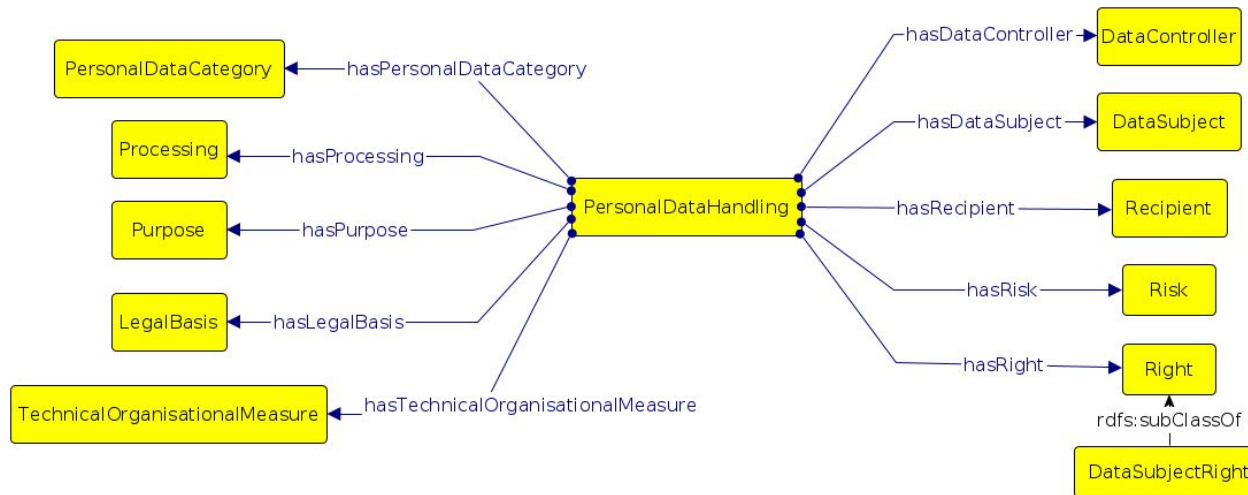 hasDataController
DataController
PersonalDataCategory
hasPersonalDataCategory
hasDataSubject
DataSubject
Processing
hasProcessing
PersonalDataHandling
hasRecipient
Recipient
Purpose
hasPurpose
hasRisk
Risk
LegalBasis
hasLegalBasis
hasRight
Right
TechnicalOrganisationalMeasure
hasTechnicalOrganisationalMeasure
rdfs:subClassOf
DataSubjectRight